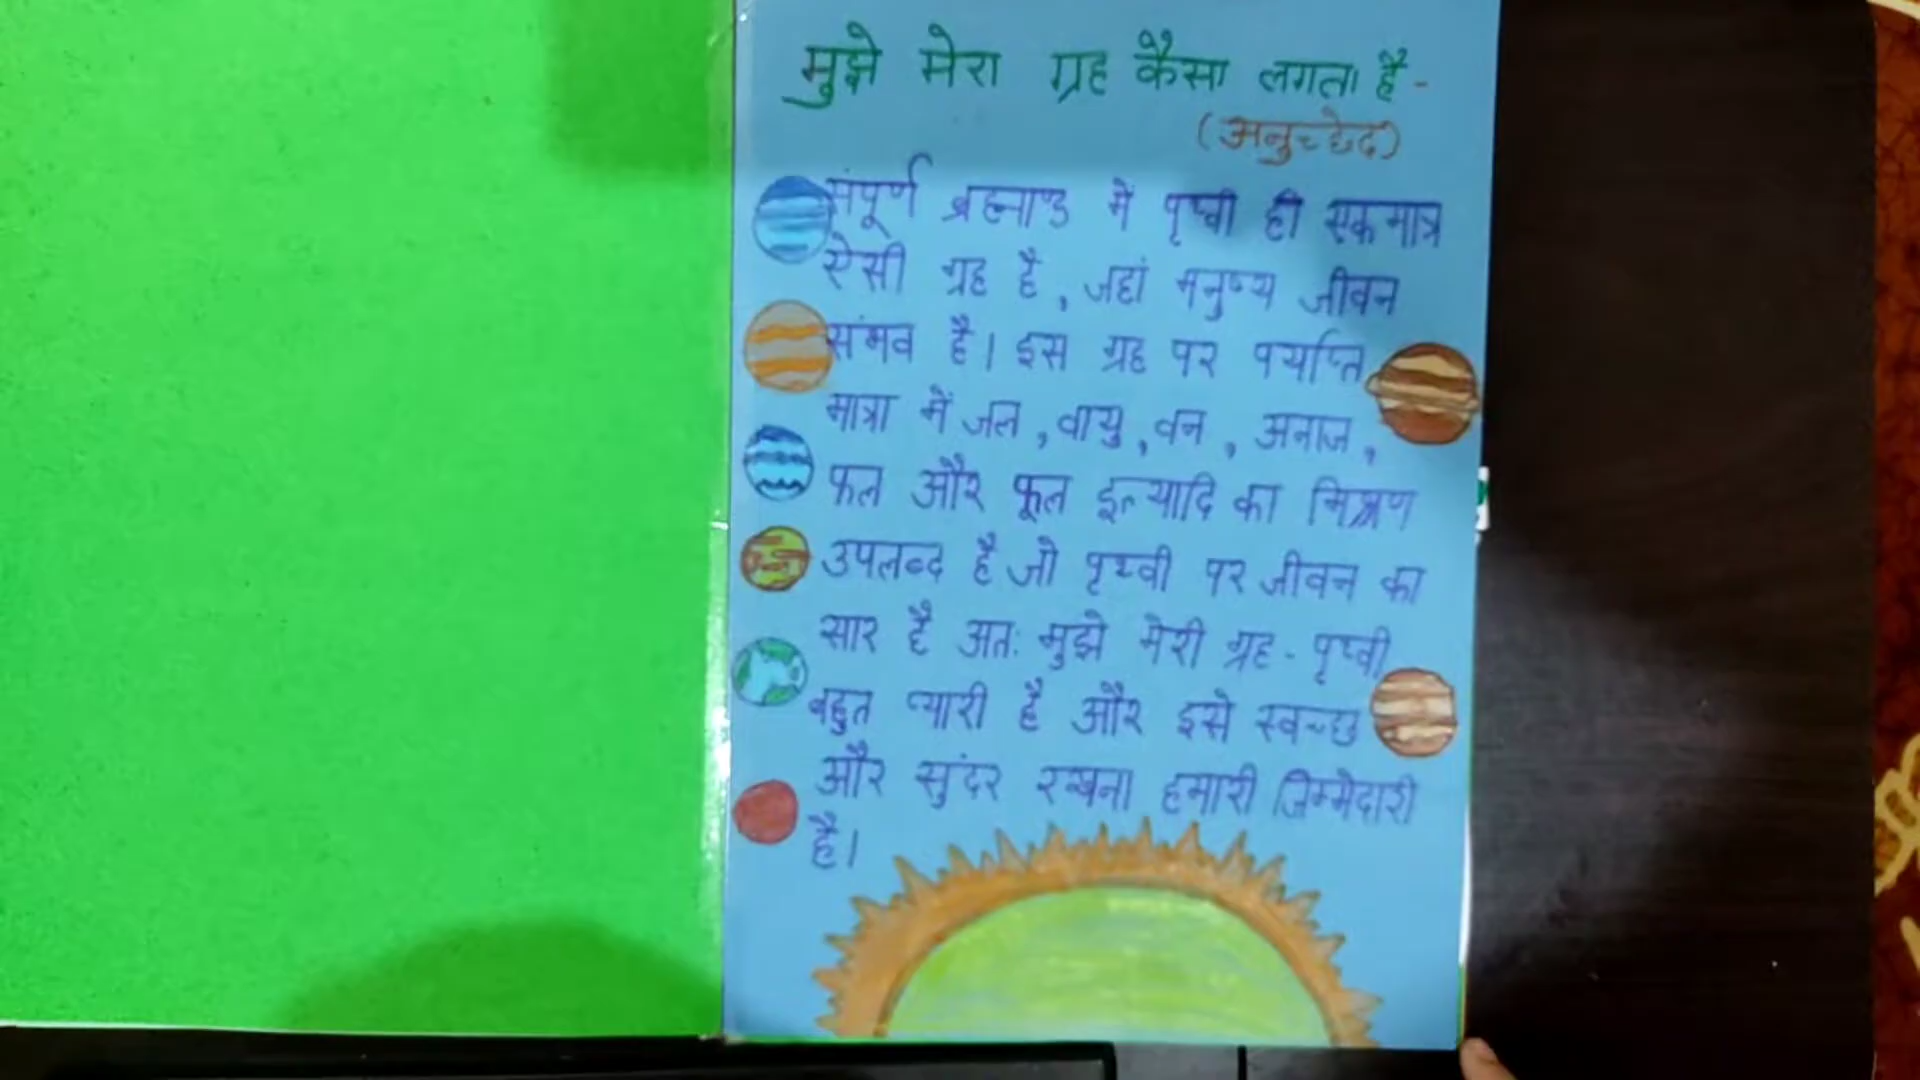 मुझे मेरा ग्रह कैसा लगता है -
(अनुच्छेद)
संपूर्ण ब्रह्माण्ड में पृथ्वी ही एकमात्र
ऐसी ग्रह है, जहां मनुष्य जीवन
संभव है। इस ग्रह पर पर्याप्त
मात्रा में जल, वायु, वन, अनाज,
फल और फूल इत्यादि का मिश्रण
उपलब्द है जो पृथ्वी पर जीवन का
सार है अतः मुझे मेरी ग्रह - पृथ्वी
बहुत प्यारी है और इसे स्वच्छ
और सुंदर रखना हमारी जिम्मेदारी
है।